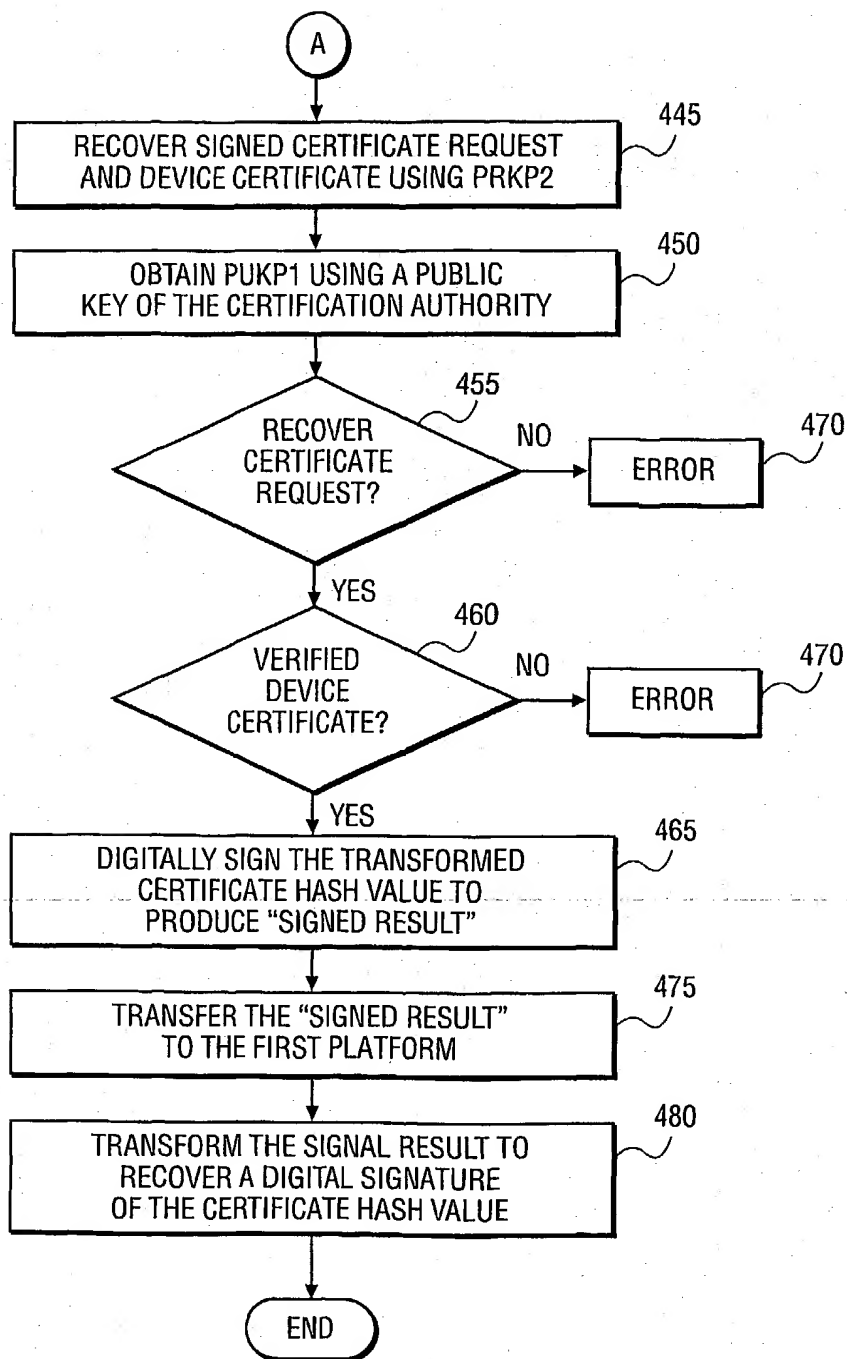 A
445
RECOVER SIGNED CERTIFICATE REQUEST
AND DEVICE CERTIFICATE USING PRKP2
450
OBTAIN PUKP1 USING A PUBLIC
KEY OF THE CERTIFICATION AUTHORITY
455
RECOVER
CERTIFICATE
REQUEST?
NO
470
ERROR
YES
460
VERIFIED
DEVICE
CERTIFICATE?
NO
470
ERROR
YES
465
DIGITALLY SIGN THE TRANSFORMED
CERTIFICATE HASH VALUE TO
PRODUCE “SIGNED RESULT”
475
TRANSFER THE “SIGNED RESULT”
TO THE FIRST PLATFORM
480
TRANSFORM THE SIGNAL RESULT TO
RECOVER A DIGITAL SIGNATURE
OF THE CERTIFICATE HASH VALUE
END